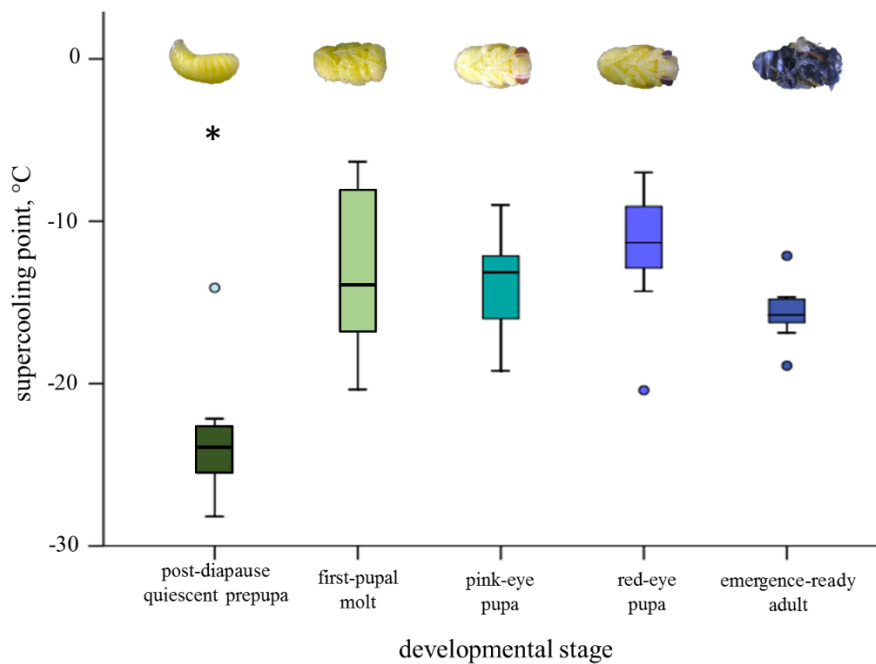 supercooling point, °C
0
-10
-20
-30
*
post-diapause
quiescent prepupa
first-pupal
molt
pink-eye
pupa
red-eye
pupa
emergence-ready
adult
developmental stage